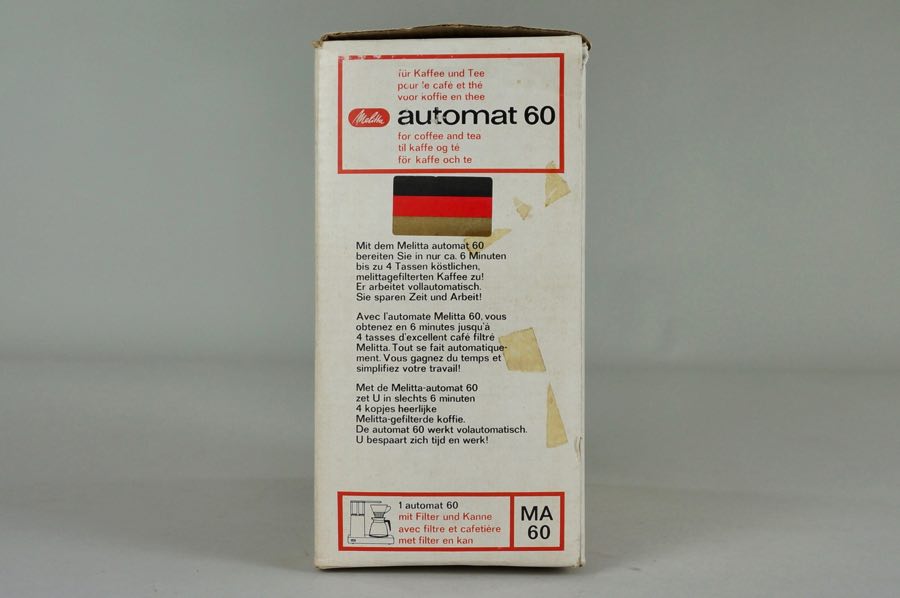 für Kaffee und Tee
pour le café et thé
voor koffie en thee
Melitta automat 60
for coffee and tea
til kaffe og té
för kaffe och te
Mit dem Melitta automat 60
bereiten Sie in nur ca. 6 Minuten
bis zu 4 Tassen köstlichen,
melittagefilterten Kaffee zu!
Er arbeitet vollautomatisch.
Sie sparen Zeit und Arbeit!
Avec l'automate Melitta 60, vous
obtenez en 6 minutes jusqu'à
4 tasses d'excellent café filtré
Melitta. Tout se fait automatique-
ment. Vous gagnez du temps et
simplifiez votre travail!
Met de Melitta-automat 60
zet U in slechts 6 minuten
4 kopjes heerlijke
Melitta-gefilterde koffie.
De automat 60 werkt volautomatisch.
U bespaart zich tijd en werk!
1 automat 60
mit Filter und Kanne
avec filtre et cafetière
met filter en kan
MA
60